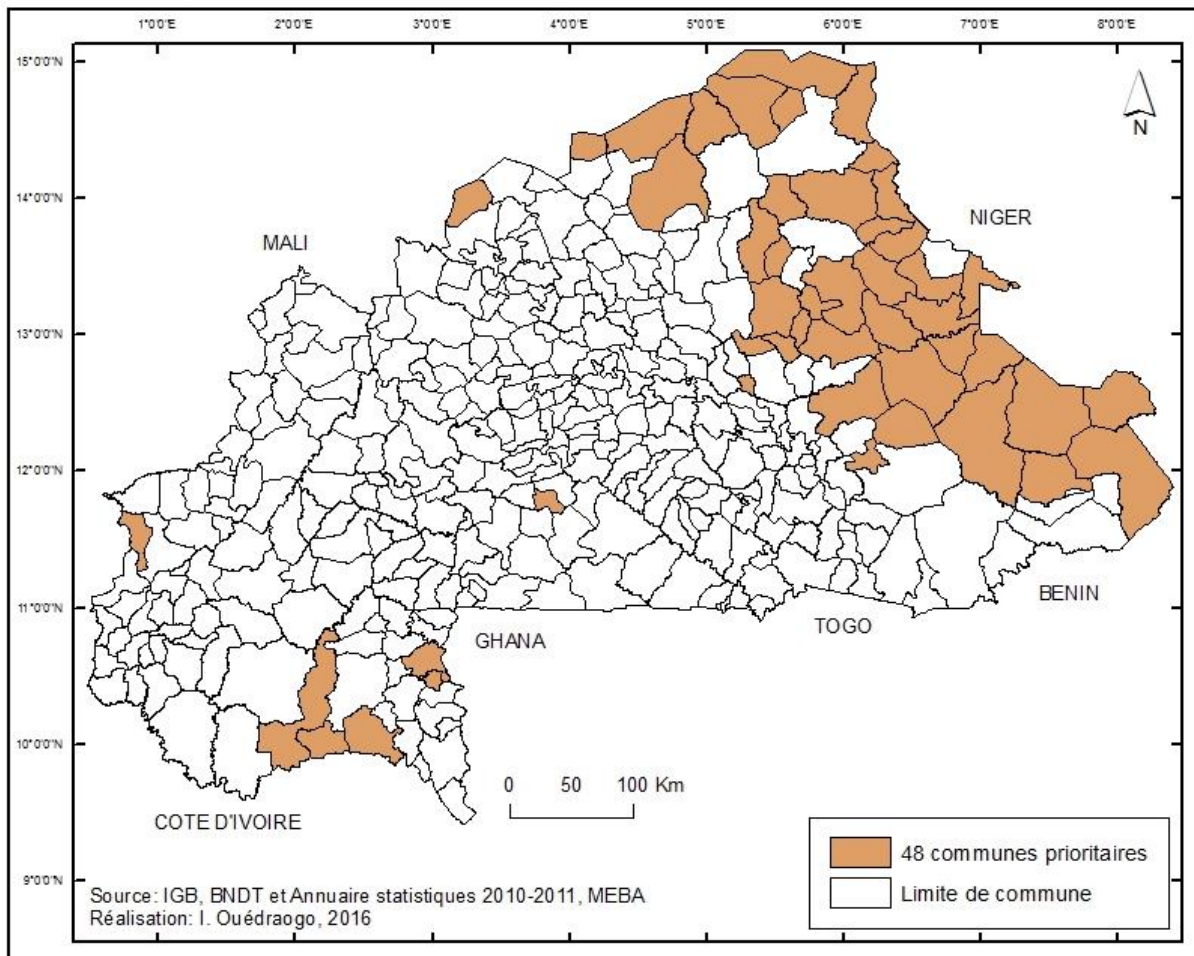 1°0'0"E 2°0'0"E 3°0'0"E 4°0'0"E 5°0'0"E 6°0'0"E 7°0'0"E 8°0'0"E
15°0'0"N
N
14°0'0"N
NIGER
MALI
13°0'0"N
12°0'0"N
11°0'0"N
BENIN
TOGO
GHANA
10°0'0"N
0 50 100 Km
COTE D'IVOIRE
48 communes prioritaires
Limite de commune
9°0'0"N
Source: IGB, BNDT et Annuaire statistiques 2010-2011, MEBA
Réalisation: I. Ouédraogo, 2016